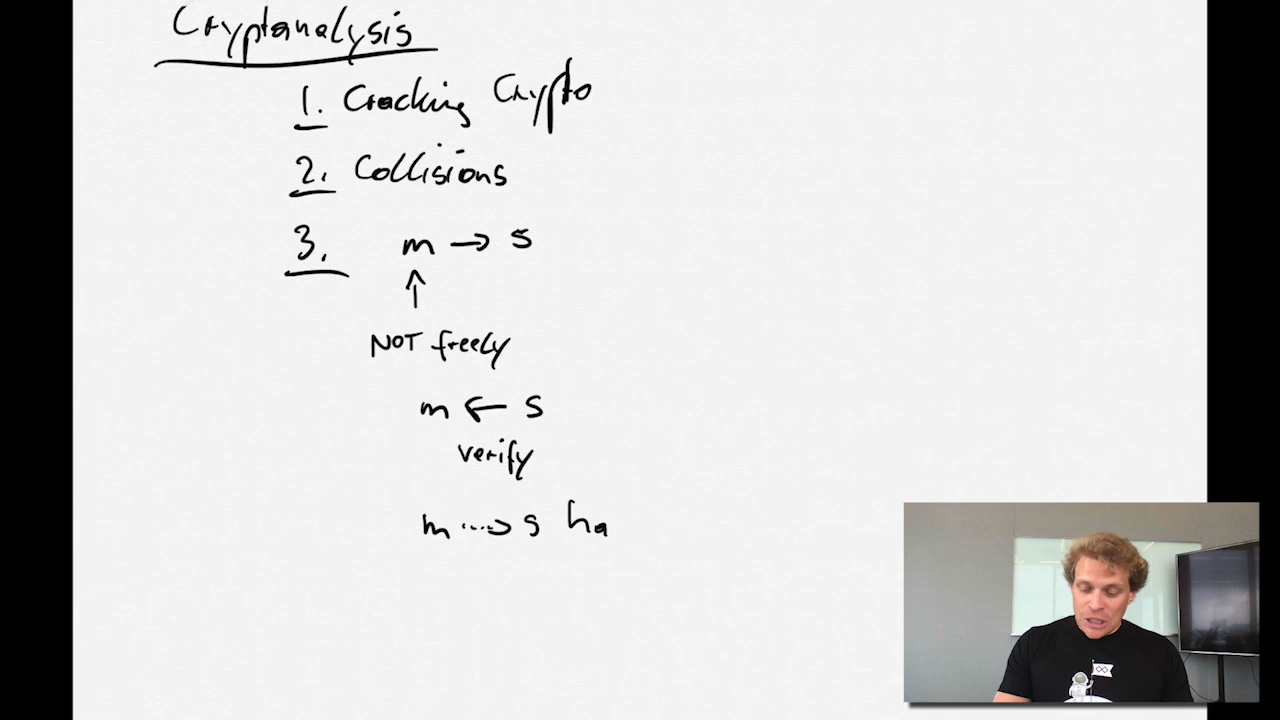 Cryptanalysis
1. Cracking Crypto
2. Collisions
3. m → s
↑
NOT freely
m ← s
verify
m ...→ s ha